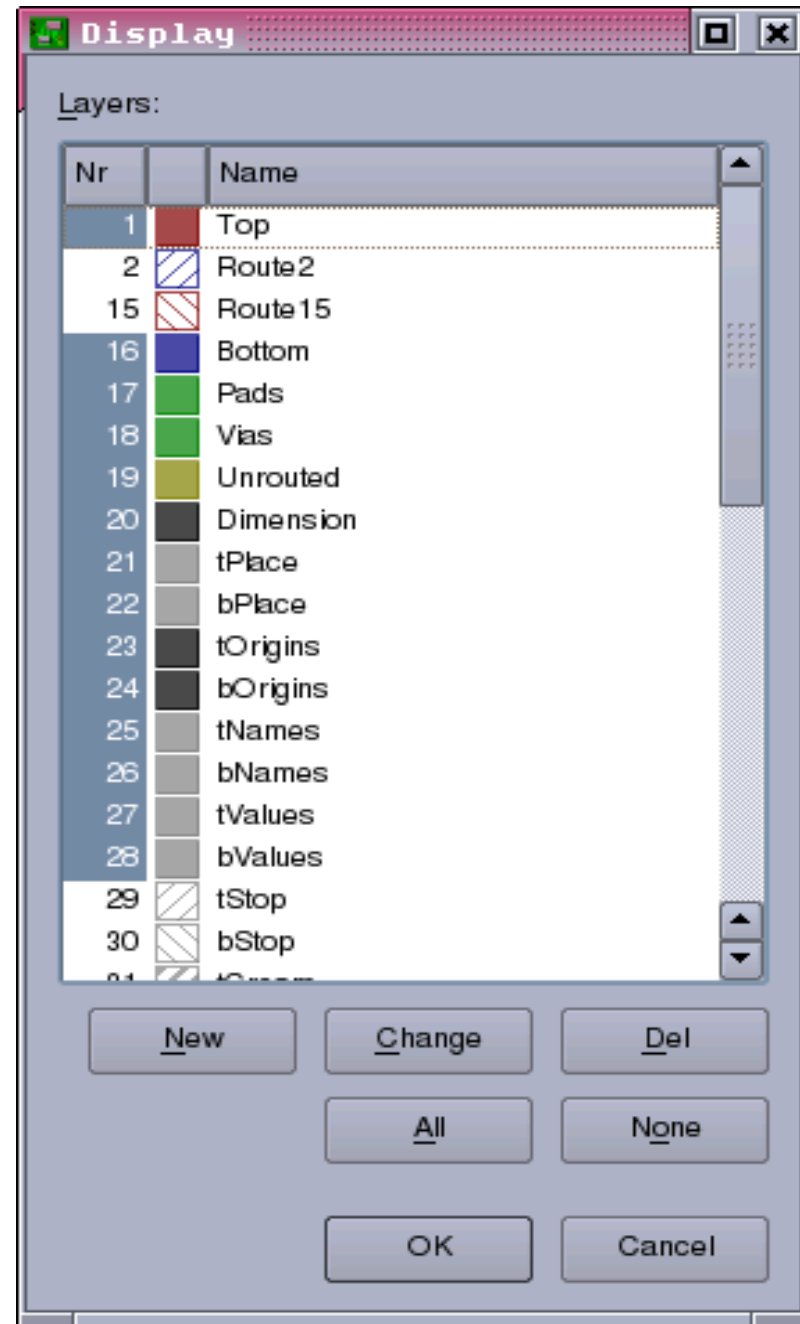 Display
Layers:
Nr Name
1 Top
2 Route2
15 Route15
16 Bottom
17 Pads
18 Vias
19 Unrouted
20 Dimension
21 tPlace
22 bPlace
23 tOrigins
24 bOrigins
25 tNames
26 bNames
27 tValues
28 bValues
29 tStop
30 bStop
New Change Del
All None
OK Cancel